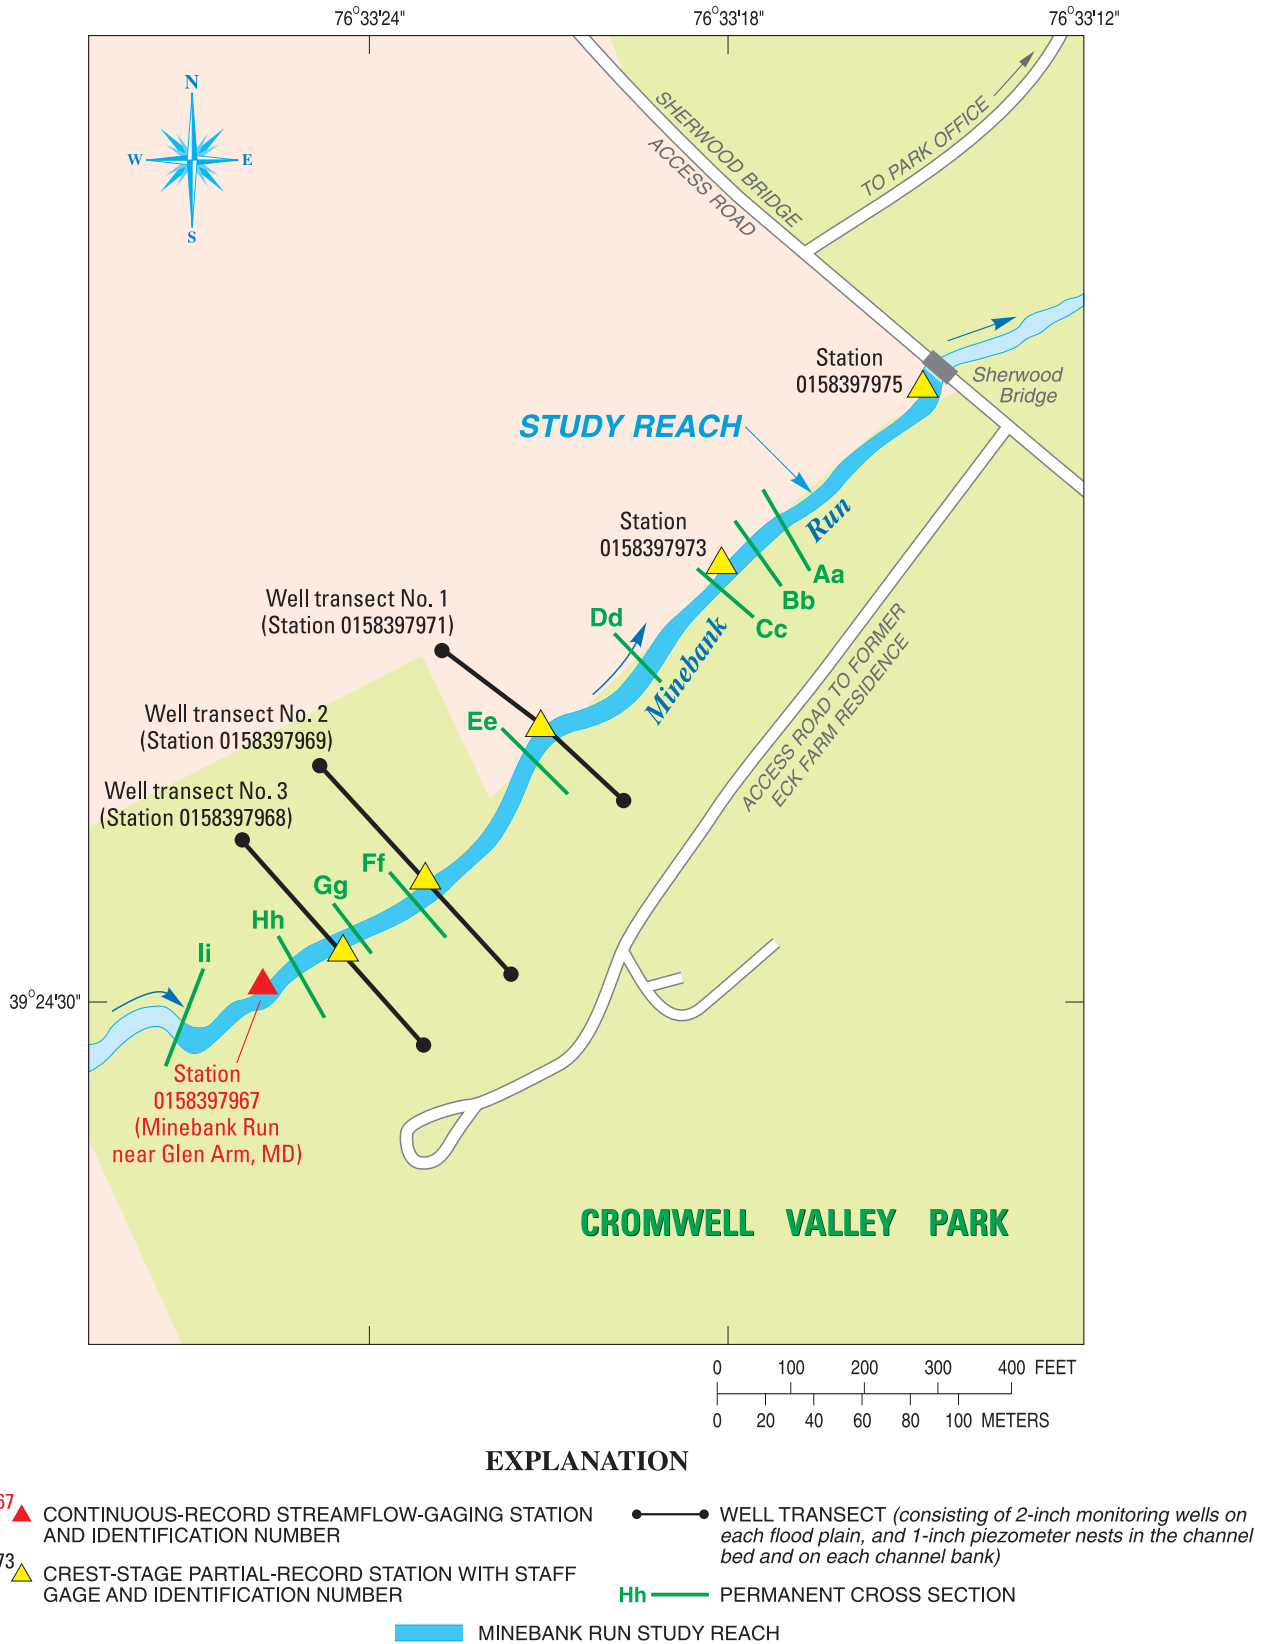 76°33'24"
76°33'18"
76°33'12"
N
W
E
S
SHERWOOD BRIDGE
ACCESS ROAD
TO PARK OFFICE
Station
0158397975
Sherwood
Bridge
STUDY REACH
Run
Station
0158397973
Aa
Bb
Cc
Well transect No. 1
(Station 0158397971)
Dd
Minebank
ACCESS ROAD TO FORMER
ECK FARM RESIDENCE
Well transect No. 2
(Station 0158397969)
Ee
Well transect No. 3
(Station 0158397968)
Ff
Gg
Hh
Ii
39°24'30"
Station
0158397967
(Minebank Run
near Glen Arm, MD)
CROMWELL VALLEY PARK
0 100 200 300 400 FEET
0 20 40 60 80 100 METERS
EXPLANATION
67
CONTINUOUS-RECORD STREAMFLOW-GAGING STATION
AND IDENTIFICATION NUMBER
73
CREST-STAGE PARTIAL-RECORD STATION WITH STAFF
GAGE AND IDENTIFICATION NUMBER
WELL TRANSECT (consisting of 2-inch monitoring wells on
each flood plain, and 1-inch piezometer nests in the channel
bed and on each channel bank)
Hh
PERMANENT CROSS SECTION
MINEBANK RUN STUDY REACH